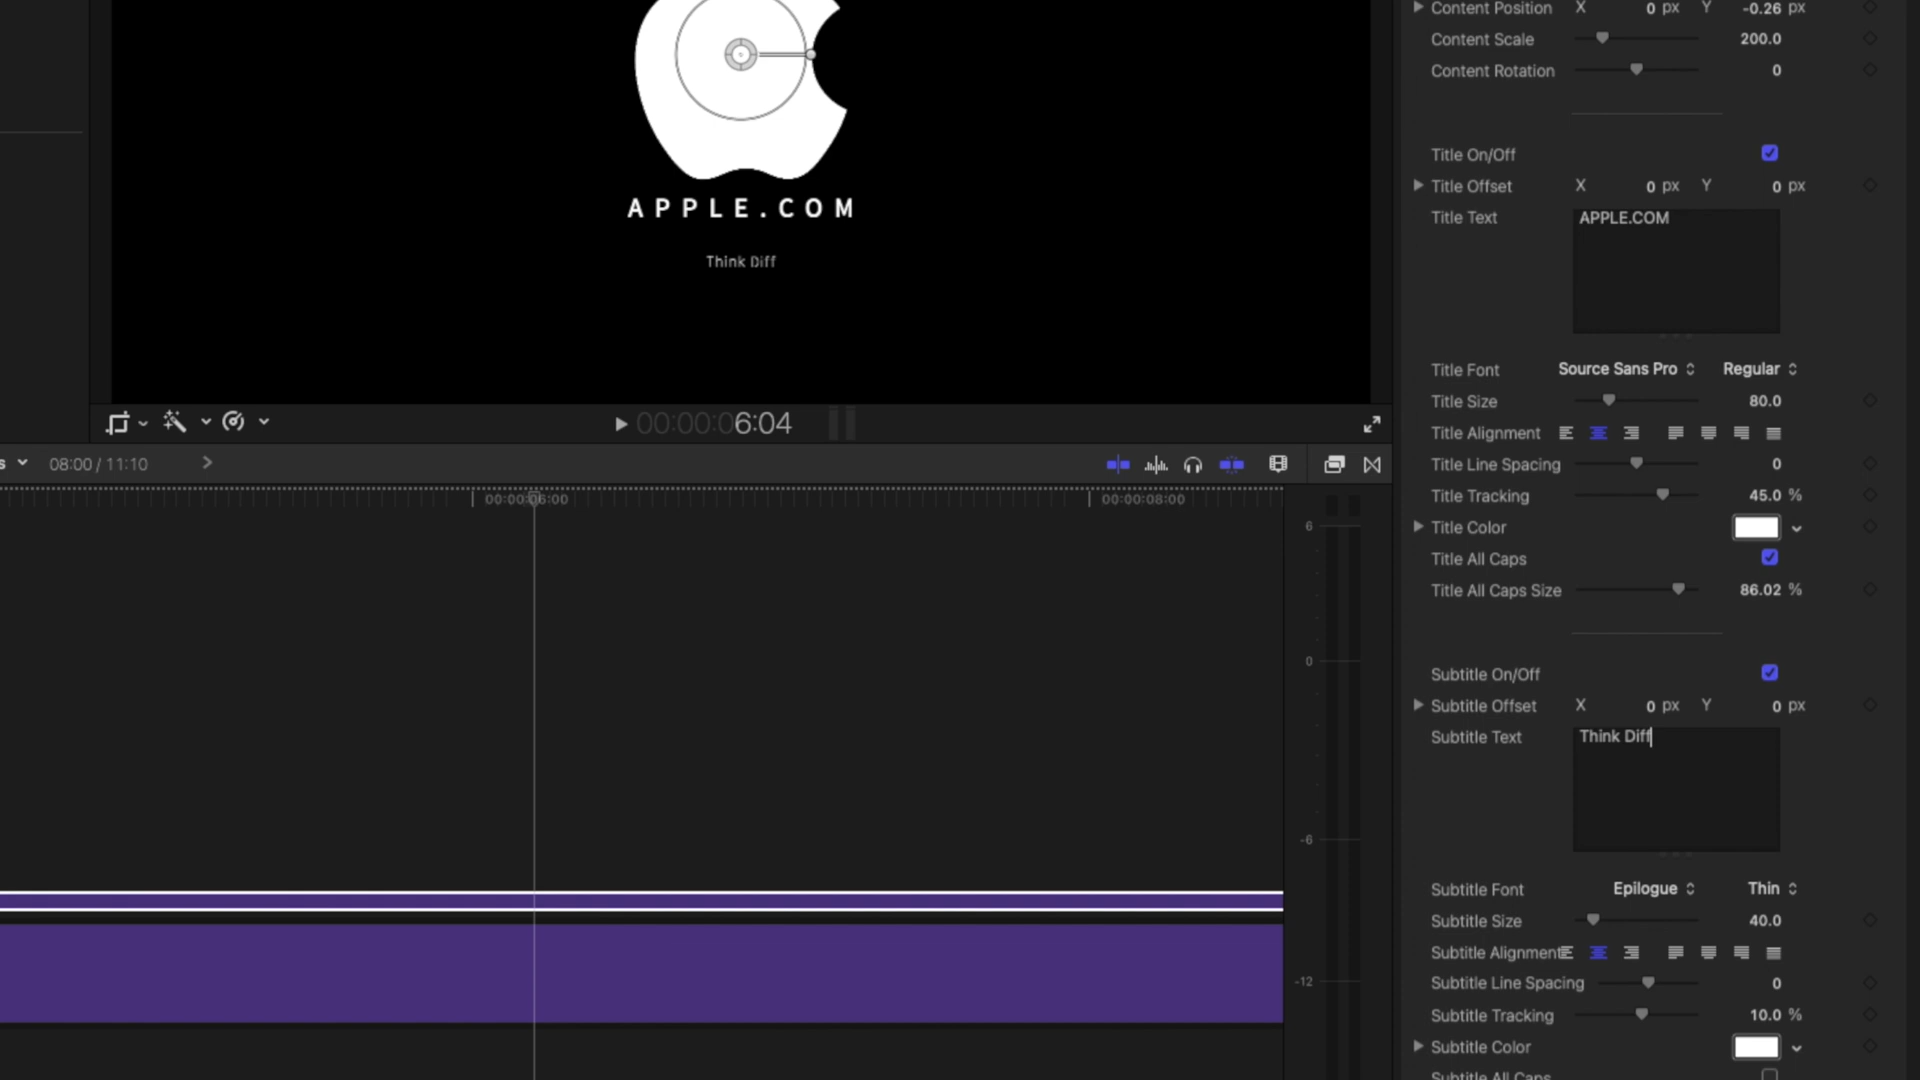 Content Position X 0 px Y -0.26 px
Content Scale 200.0
Content Rotation 0
Title On/Off
Title Offset X 0 px Y 0 px
Title Text APPLE.COM
Title Font Source Sans Pro Regular
Title Size 80.0
Title Alignment
Title Line Spacing 0
Title Tracking 45.0 %
Title Color
Title All Caps
Title All Caps Size 86.02 %
Subtitle On/Off
Subtitle Offset X 0 px Y 0 px
Subtitle Text Think Diff
Subtitle Font Epilogue Thin
Subtitle Size 40.0
Subtitle Alignment
Subtitle Line Spacing 0
Subtitle Tracking 10.0 %
Subtitle Color
Subtitle All Caps
APPLE.COM
Think Diff
00:00:06:04
s 08:00 / 11:10
00:00:06:00 00:00:08:00
6
0
-6
-12